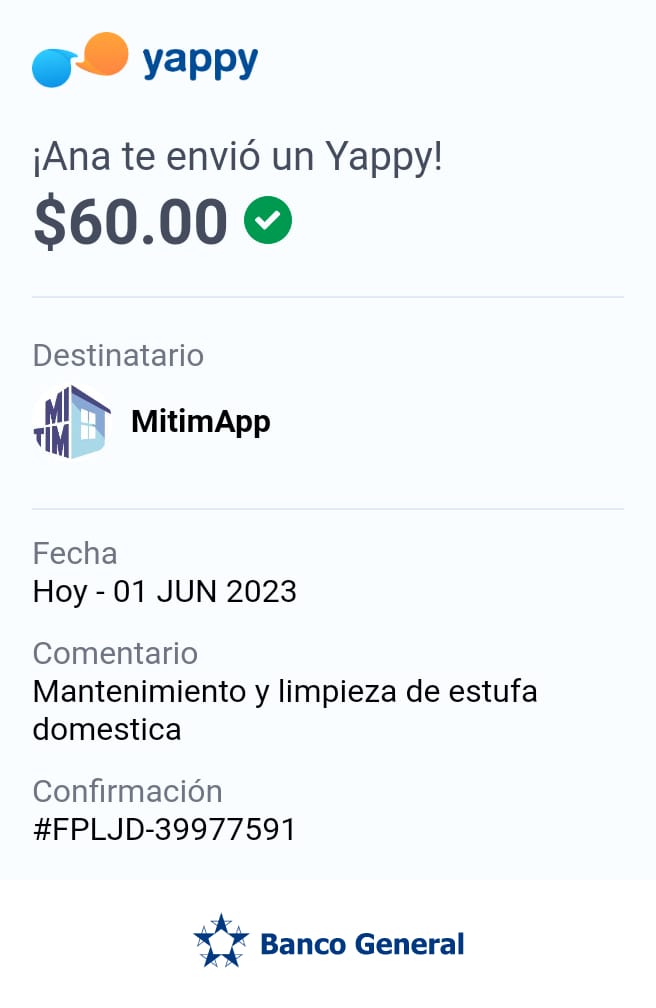 yappy
¡Ana te envió un Yappy!
$60.00
Destinatario
MI
TIM
MitimApp
Fecha
Hoy - 01 JUN 2023
Comentario
Mantenimiento y limpieza de estufa
domestica
Confirmación
#FPLJD-39977591
Banco General